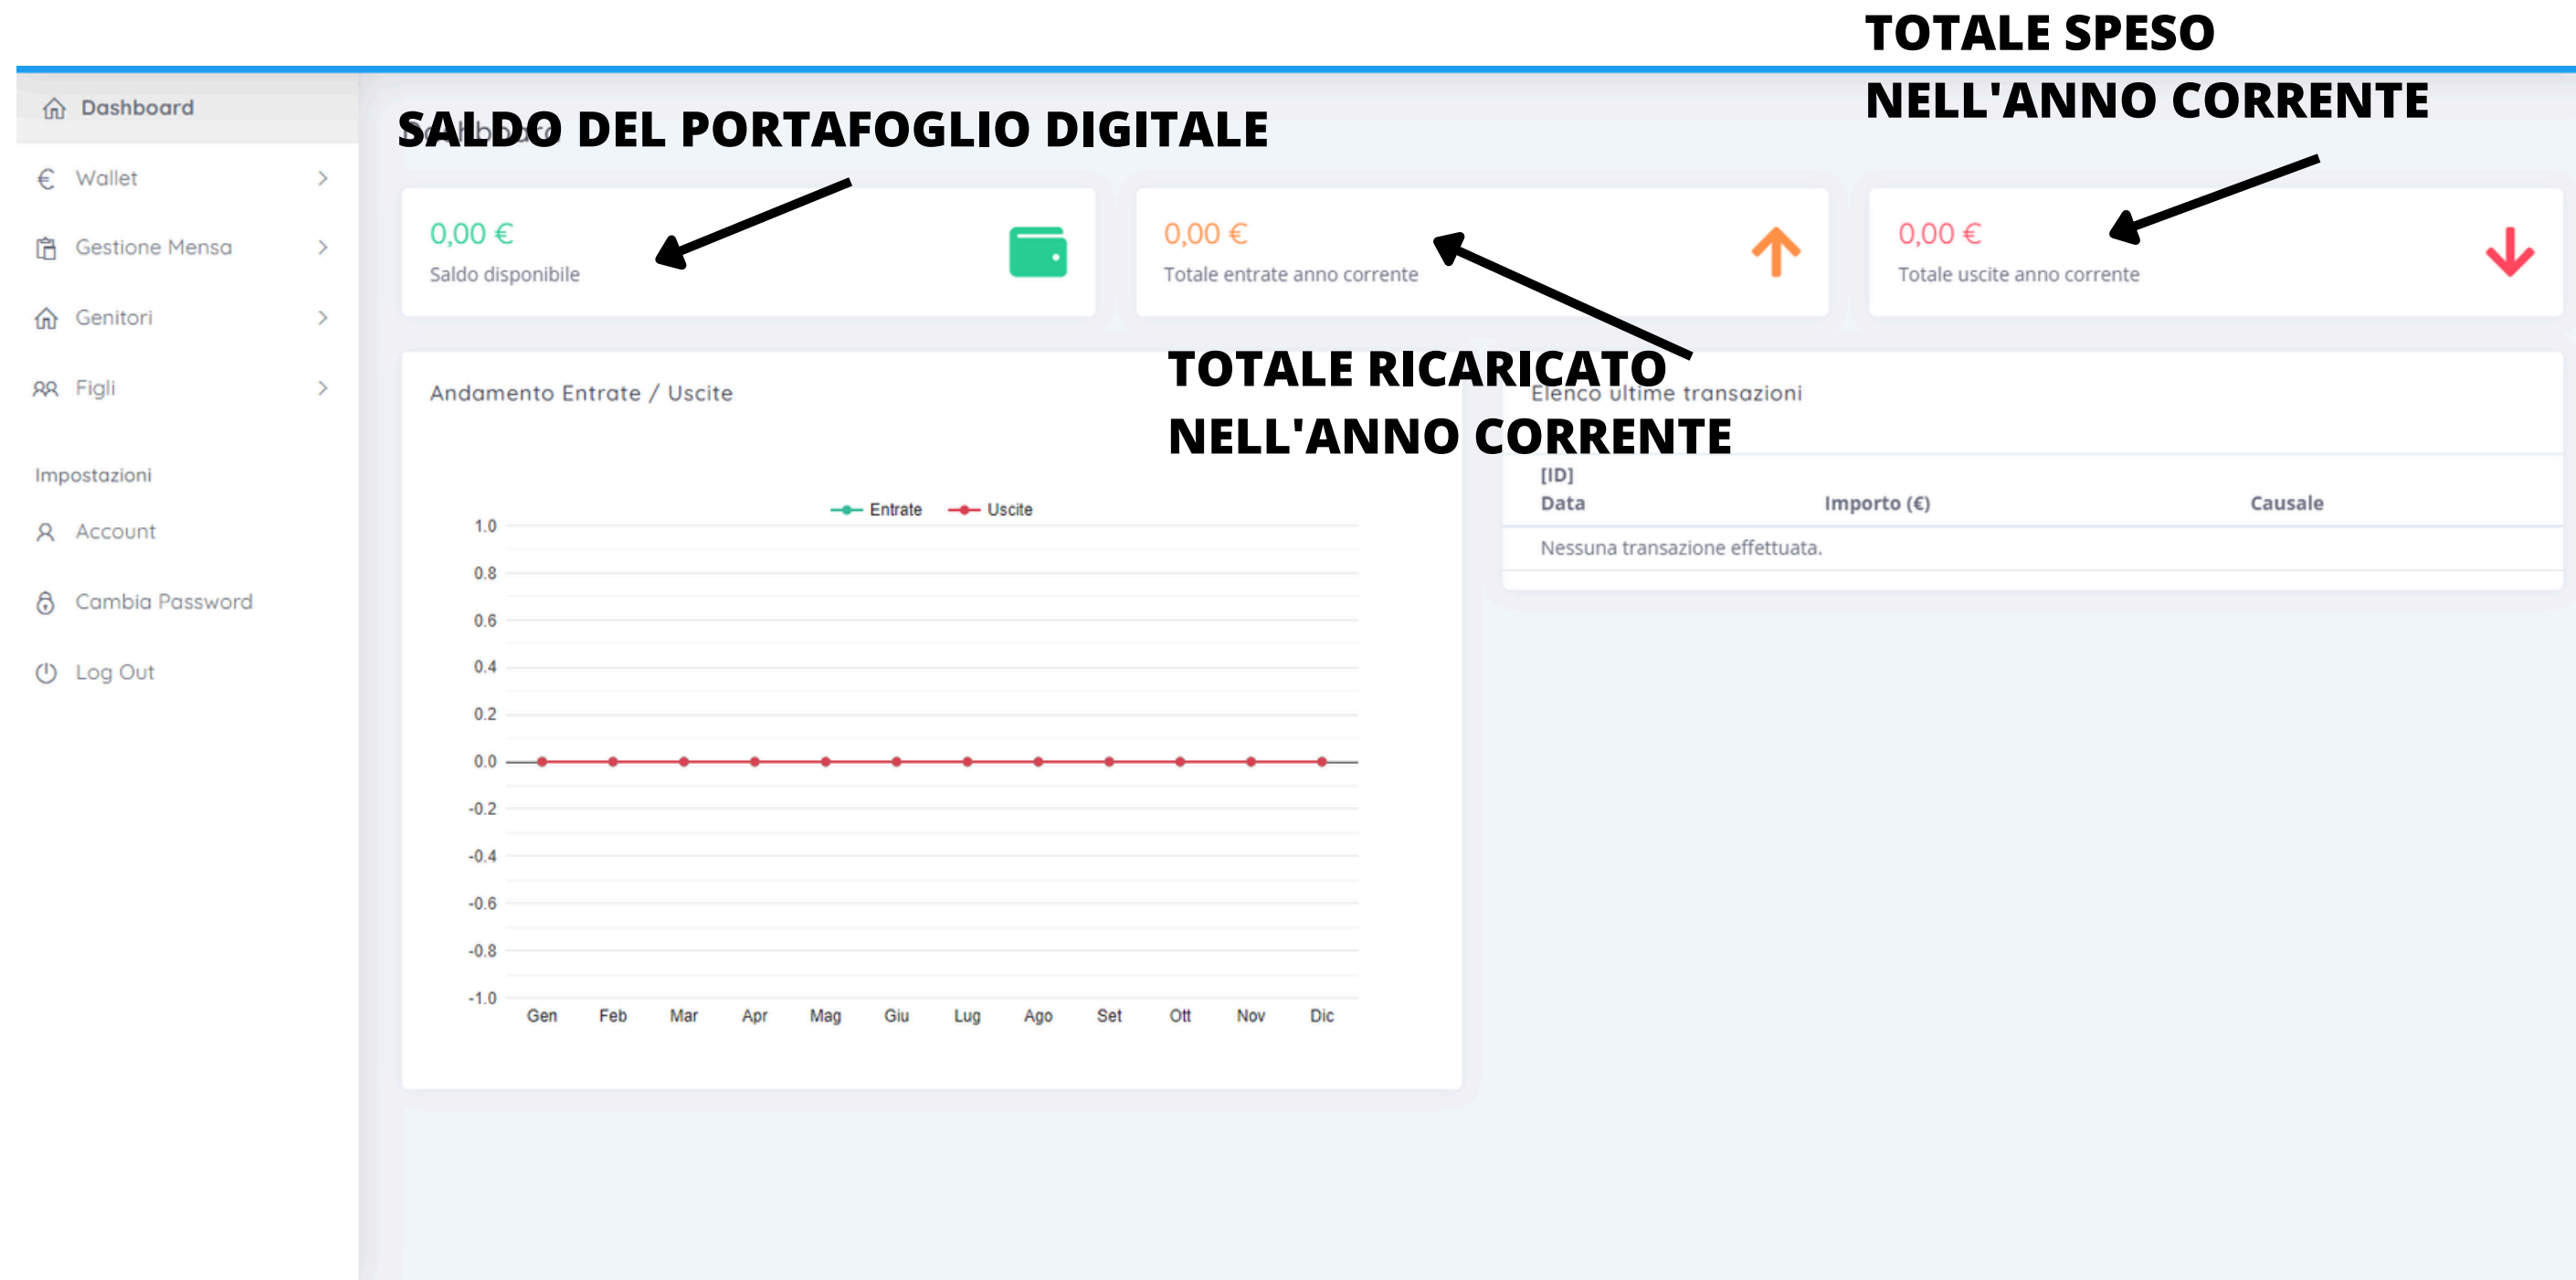 TOTALE SPESO
NELL'ANNO CORRENTE
SALDO DEL PORTAFOGLIO DIGITALE
Dashboard
Dashboard
Wallet
Gestione Mensa
Genitori
Figli
Impostazioni
Account
Cambia Password
Log Out
0,00 €
Saldo disponibile
0,00 €
Totale entrate anno corrente
0,00 €
Totale uscite anno corrente
TOTALE RICARICATO
NELL'ANNO CORRENTE
Andamento Entrate / Uscite
Entrate Uscite
1.0
0.8
0.6
0.4
0.2
0.0
-0.2
-0.4
-0.6
-0.8
-1.0
Gen Feb Mar Apr Mag Giu Lug Ago Set Ott Nov Dic
Elenco ultime transazioni
[ID]
Data Importo (€) Causale
Nessuna transazione effettuata.